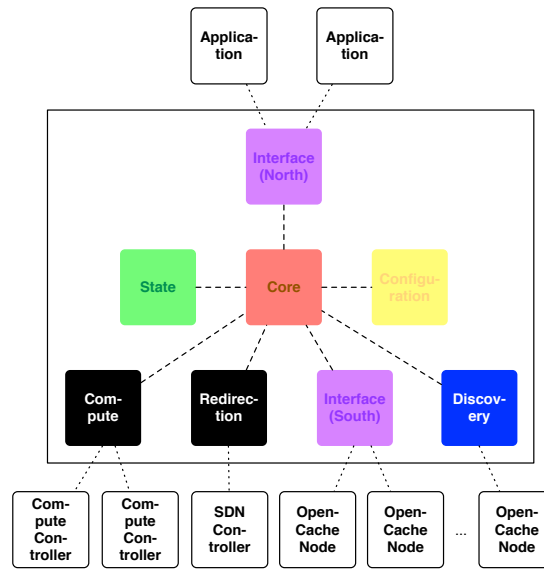 Applica-
tion
Applica-
tion
Interface
(North)
State
Core
Configu-
ration
Com-
pute
Redirec-
tion
Interface
(South)
Discov-
ery
Com-
pute
Con-
troller
Com-
pute
Con-
troller
SDN
Con-
troller
Open-
Cache
Node
Open-
Cache
Node
...
Open-
Cache
Node